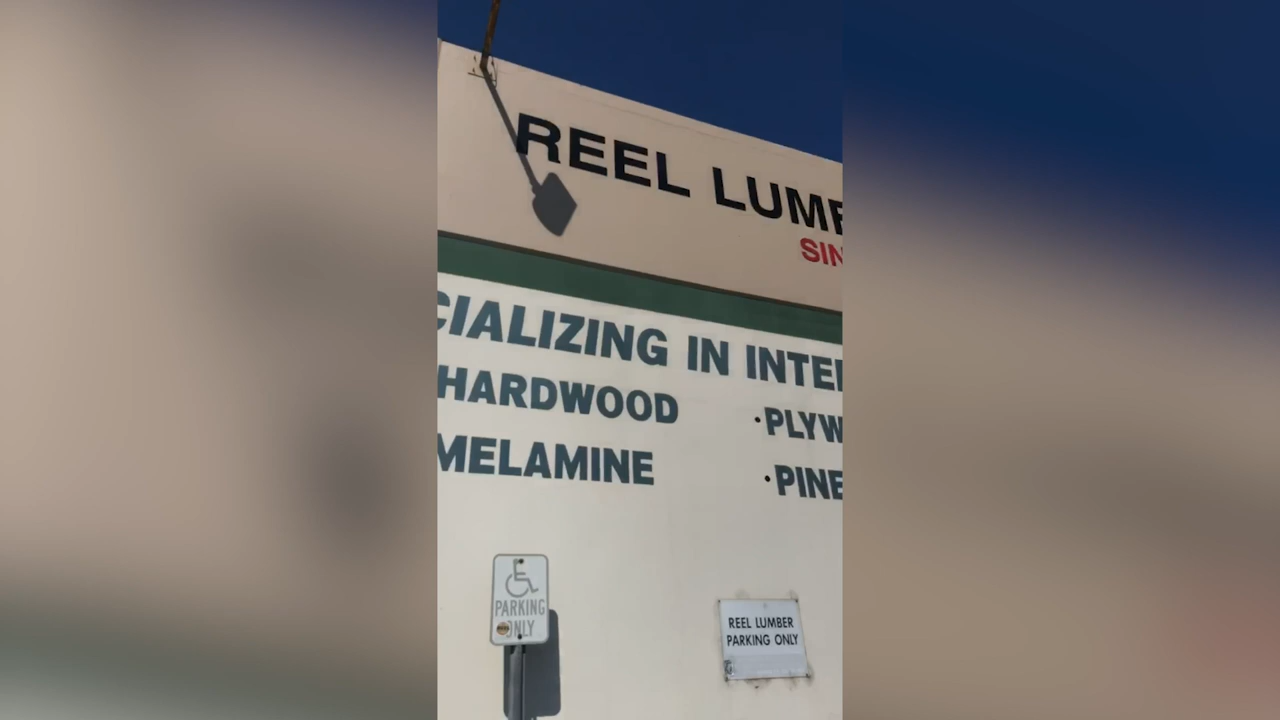 REEL LUMB
SIN
CIALIZING IN INTE
HARDWOOD
·PLYW
MELAMINE
·PINE
PARKING
ONLY
REEL LUMBER
PARKING ONLY